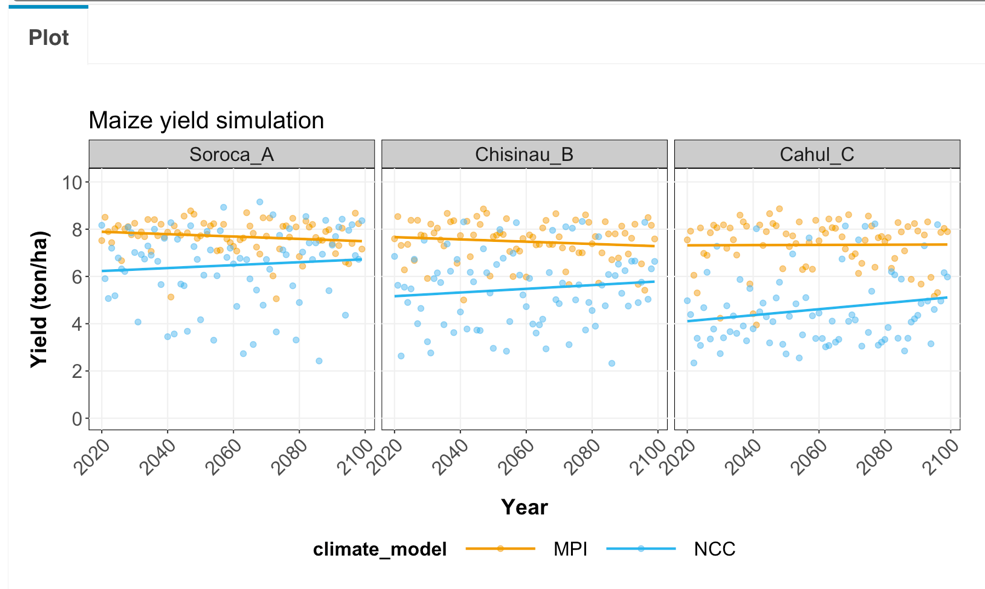 Plot
Maize yield simulation
Soroca_A Chisinau_B Cahul_C
Yield (ton/ha)
10
8
6
4
2
0
2020 2040 2060 2080 2100 2020 2040 2060 2080 2100 2020 2040 2060 2080 2100
Year
climate_model MPI NCC